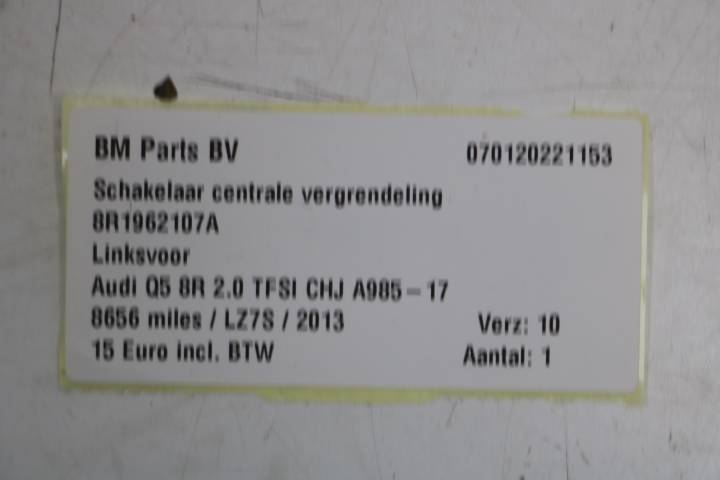 BM Parts BV 070120221153
Schakelaar centrale vergrendeling
8R1962107A
Linksvoor
Audi Q5 8R 2.0 TFSI CHJ A985-17
8656 miles / LZ7S / 2013 Verz: 10
15 Euro incl. BTW Aantal: 1